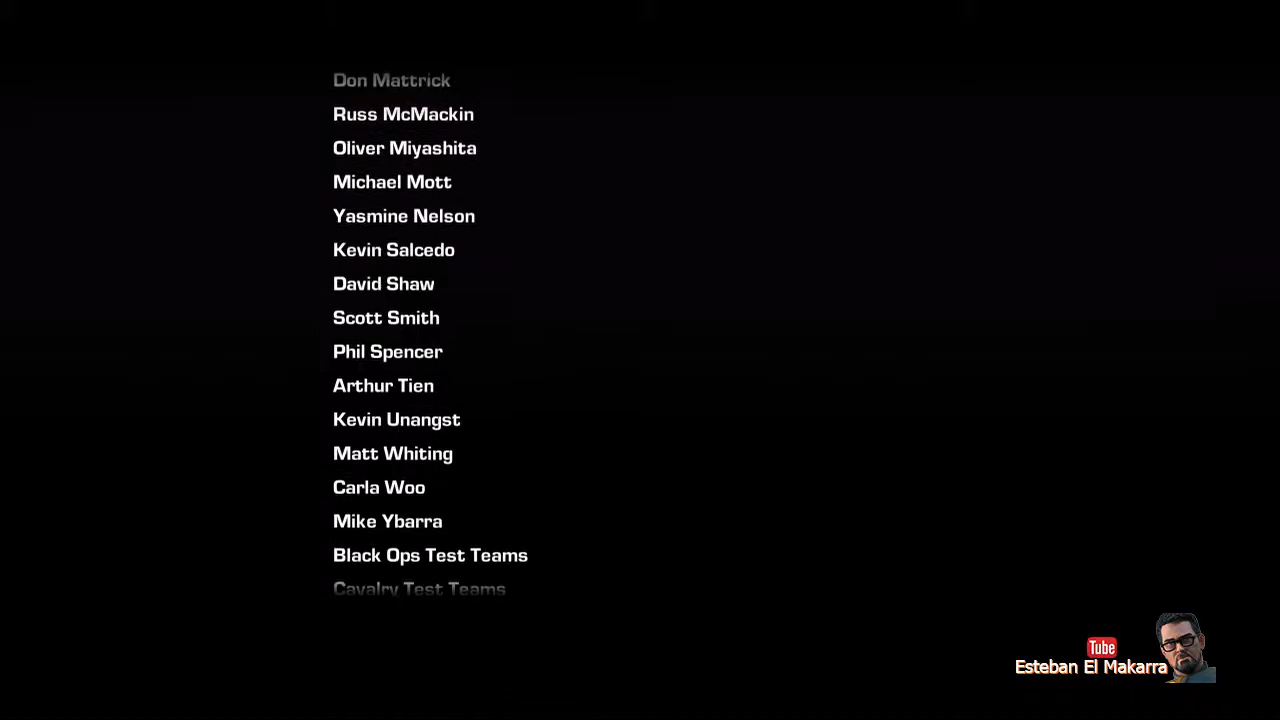 Don Mattrick
Russ McMackin
Oliver Miyashita
Michael Mott
Yasmine Nelson
Kevin Salcedo
David Shaw
Scott Smith
Phil Spencer
Arthur Tien
Kevin Unangst
Matt Whiting
Carla Woo
Mike Ybarra
Black Ops Test Teams
Cavalry Test Teams
Tube
Esteban El Makarra